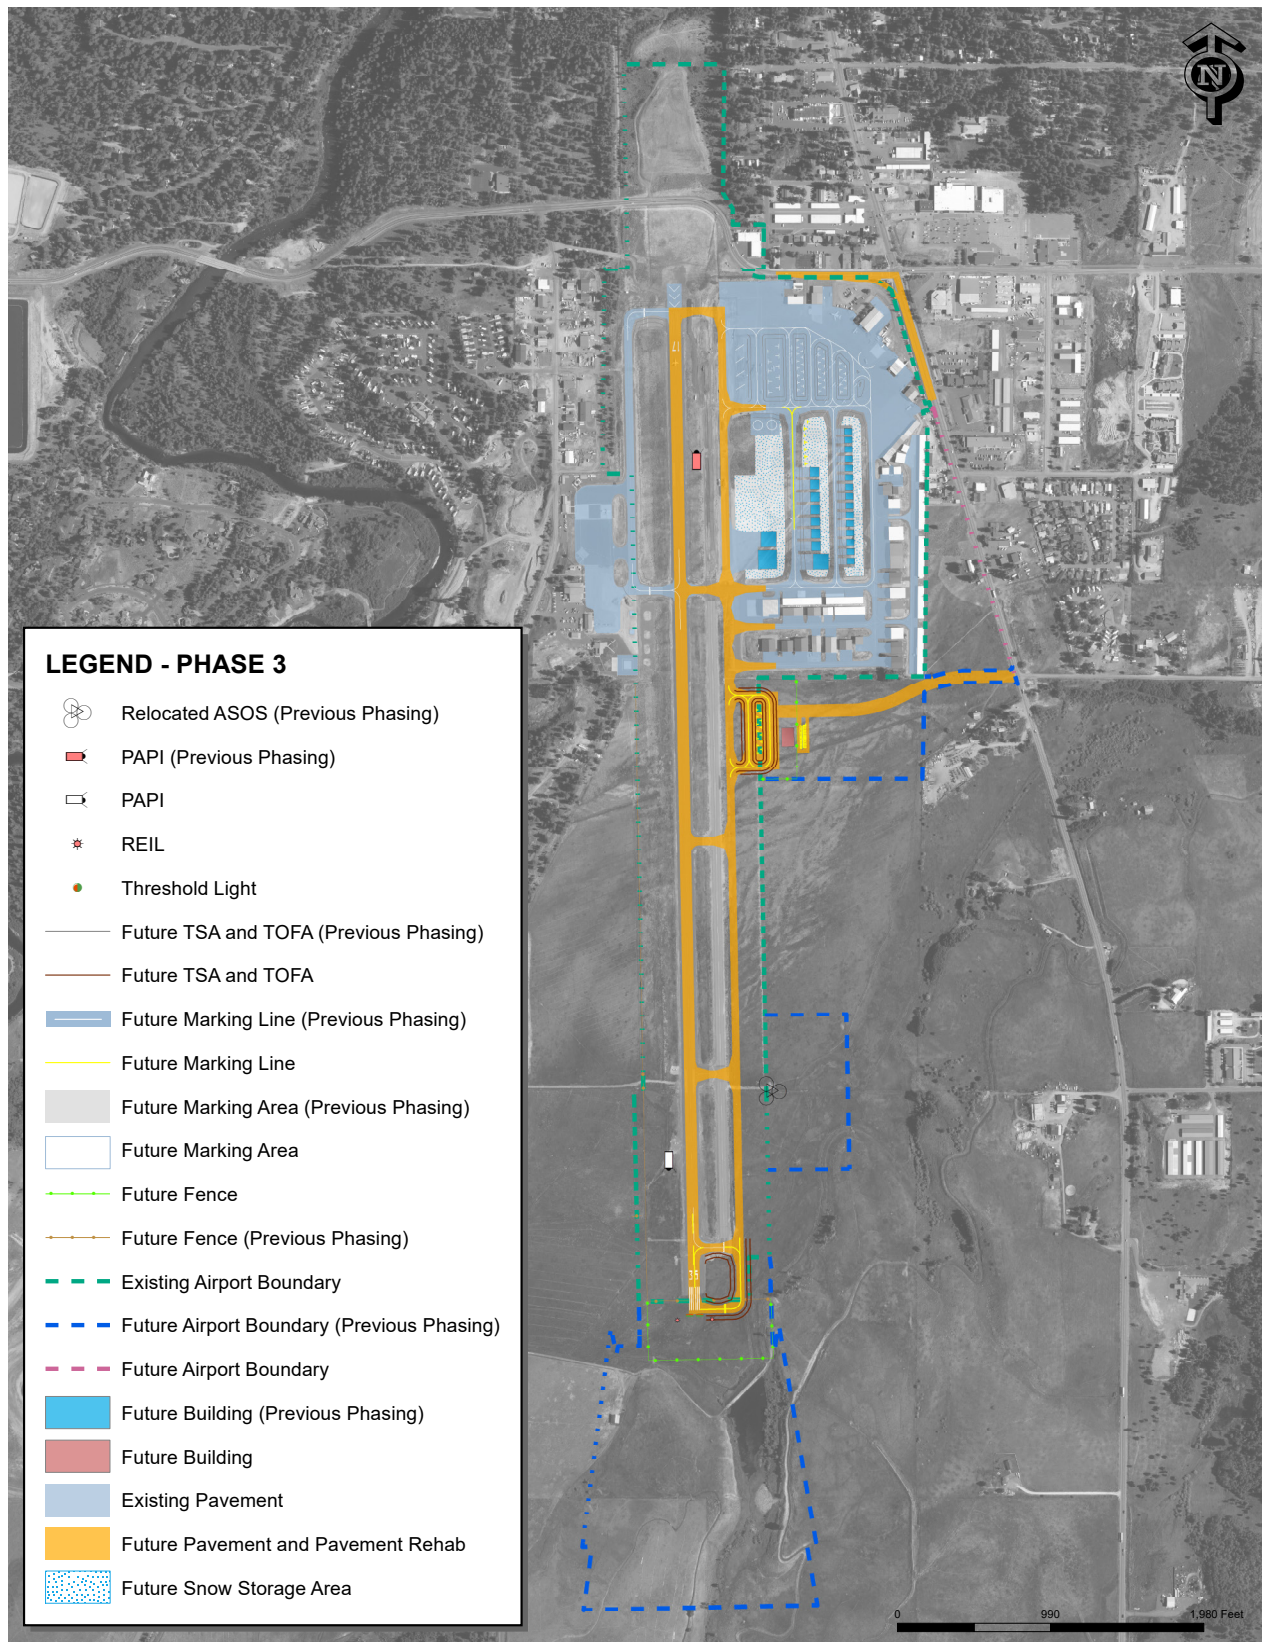 N
17
35
LEGEND - PHASE 3
Relocated ASOS (Previous Phasing)
PAPI (Previous Phasing)
PAPI
REIL
Threshold Light
Future TSA and TOFA (Previous Phasing)
Future TSA and TOFA
Future Marking Line (Previous Phasing)
Future Marking Line
Future Marking Area (Previous Phasing)
Future Marking Area
Future Fence
Future Fence (Previous Phasing)
Existing Airport Boundary
Future Airport Boundary (Previous Phasing)
Future Airport Boundary
Future Building (Previous Phasing)
Future Building
Existing Pavement
Future Pavement and Pavement Rehab
Future Snow Storage Area
0 990 1,980 Feet